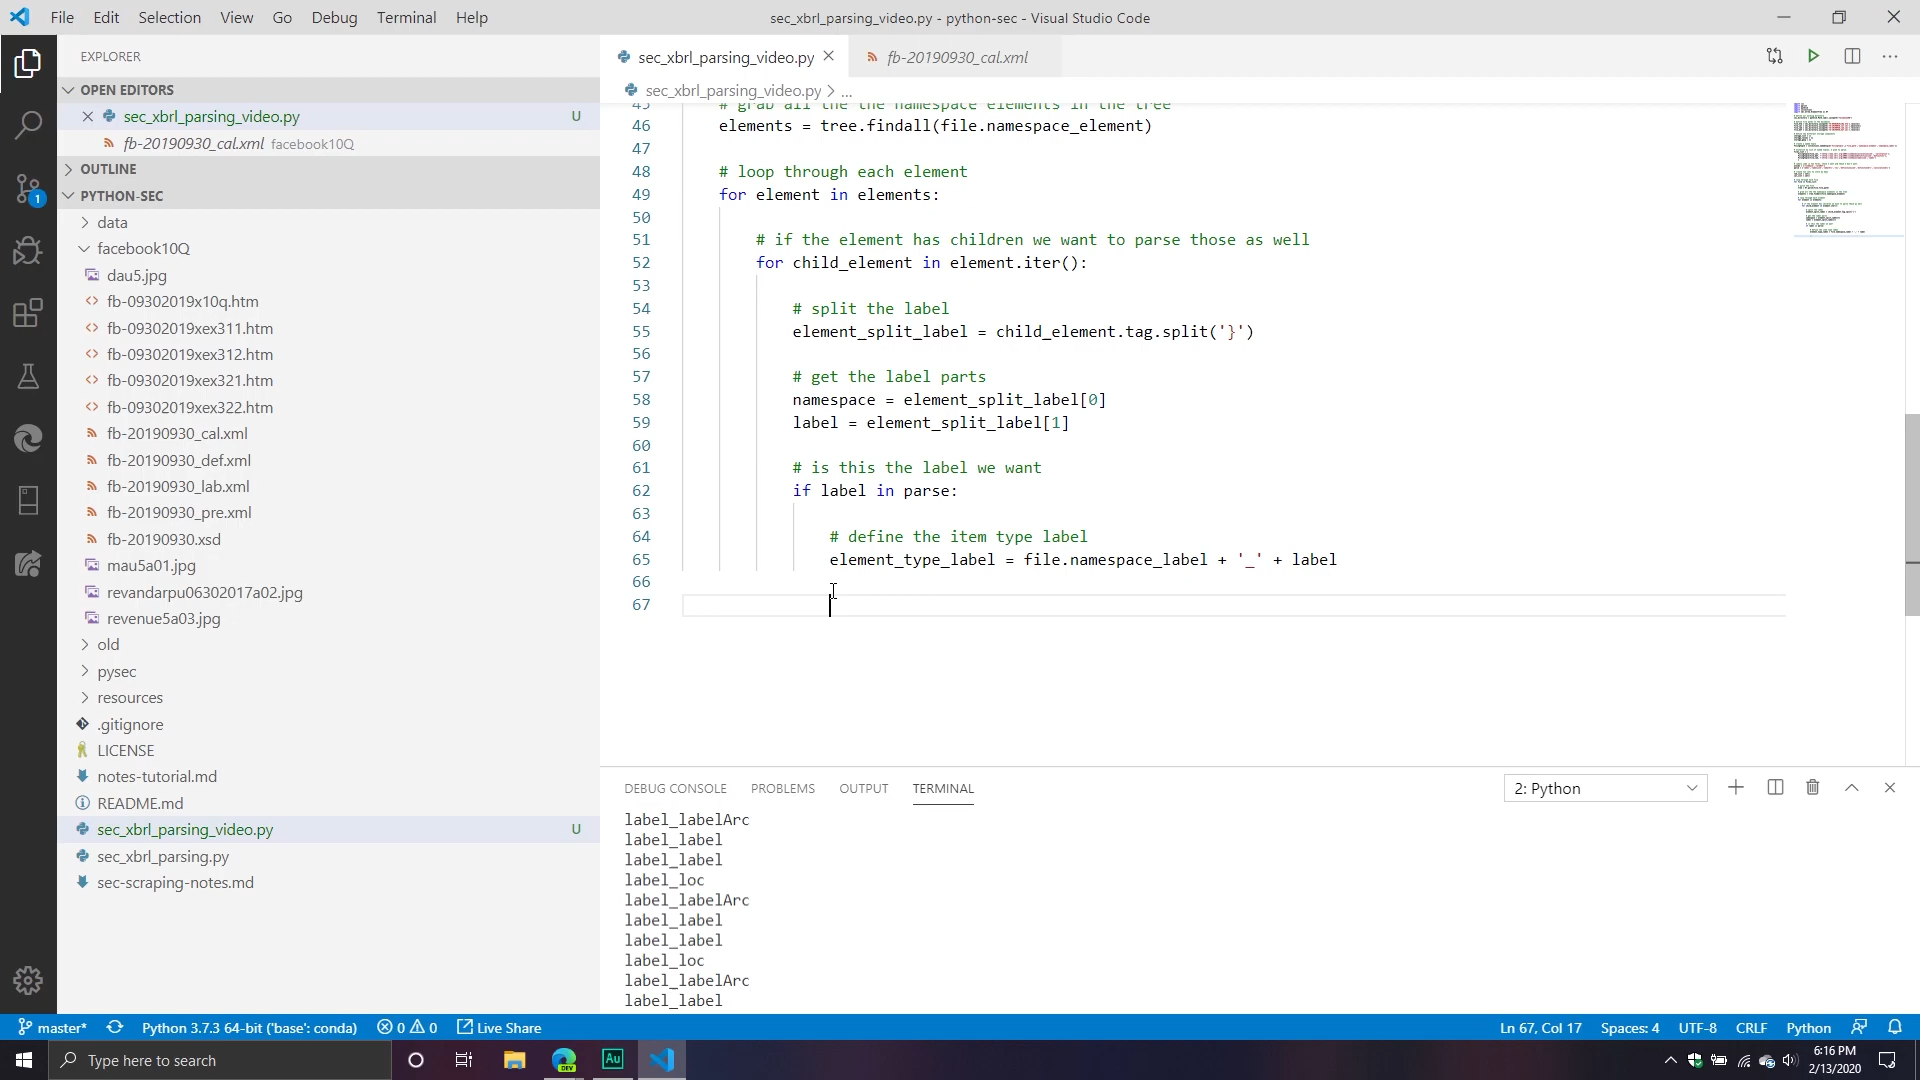 File Edit Selection View Go Debug Terminal Help
sec_xbrl_parsing_video.py - python-sec - Visual Studio Code
EXPLORER
OPEN EDITORS
sec_xbrl_parsing_video.py U
fb-20190930_cal.xml facebook10Q
OUTLINE
PYTHON-SEC
data
facebook10Q
dau5.jpg
fb-09302019x10q.htm
fb-09302019xex311.htm
fb-09302019xex312.htm
fb-09302019xex321.htm
fb-09302019xex322.htm
fb-20190930_cal.xml
fb-20190930_def.xml
fb-20190930_lab.xml
fb-20190930_pre.xml
fb-20190930.xsd
mau5a01.jpg
revandarpu06302017a02.jpg
revenue5a03.jpg
old
pysec
resources
.gitignore
LICENSE
notes-tutorial.md
README.md
sec_xbrl_parsing_video.py U
sec_xbrl_parsing.py
sec-scraping-notes.md
1
sec_xbrl_parsing_video.py fb-20190930_cal.xml
sec_xbrl_parsing_video.py > ...
45 # grab all the the namespace elements in the tree
46 elements = tree.findall(file.namespace_element)
47
48 # loop through each element
49 for element in elements:
50
51 # if the element has children we want to parse those as well
52 for child_element in element.iter():
53
54 # split the label
55 element_split_label = child_element.tag.split('}')
56
57 # get the label parts
58 namespace = element_split_label[0]
59 label = element_split_label[1]
60
61 # is this the label we want
62 if label in parse:
63
64 # define the item type label
65 element_type_label = file.namespace_label + '_' + label
66
67
DEBUG CONSOLE PROBLEMS OUTPUT TERMINAL
2: Python
label_labelArc
label_label
label_label
label_loc
label_labelArc
label_label
label_label
label_loc
label_labelArc
label_label
master* Python 3.7.3 64-bit ('base': conda) 0 0 Live Share
Ln 67, Col 17 Spaces: 4 UTF-8 CRLF Python
Type here to search
DEV
Au
6:16 PM
2/13/2020